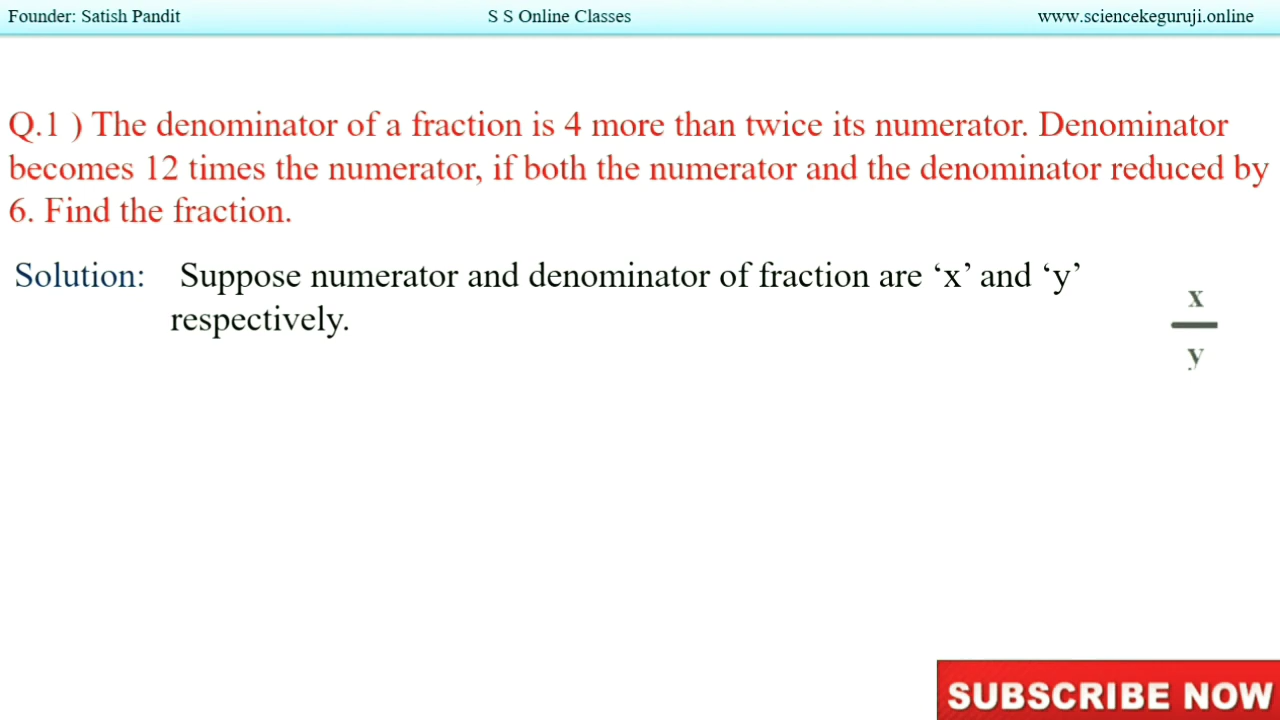 Founder: Satish Pandit S S Online Classes www.sciencekeguruji.online
Q.1 ) The denominator of a fraction is 4 more than twice its numerator. Denominator
becomes 12 times the numerator, if both the numerator and the denominator reduced by
6. Find the fraction.
Solution: Suppose numerator and denominator of fraction are ‘x’ and ‘y’
respectively.
x
y
SUBSCRIBE NOW